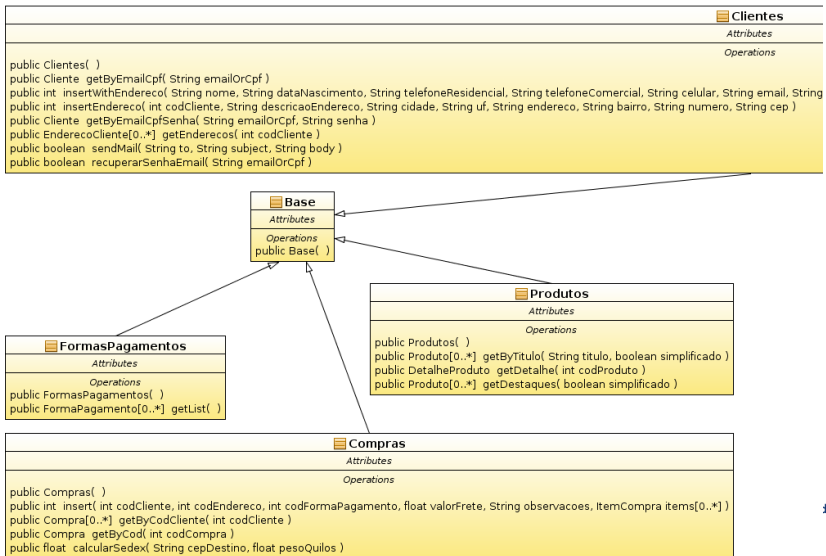 Clientes
Attributes
Operations
public Clientes( )
public Cliente getByEmailCpf( String emailOrCpf )
public int insertWithEndereco( String nome, String dataNascimento, String telefoneResidencial, String telefoneComercial, String celular, String email, String
public int insertEndereco( int codCliente, String descricaoEndereco, String cidade, String uf, String endereco, String bairro, String numero, String cep )
public Cliente getByEmailCpfSenha( String emailOrCpf, String senha )
public EnderecoCliente[0..*] getEnderecos( int codCliente )
public boolean sendMail( String to, String subject, String body )
public boolean recuperarSenhaEmail( String emailOrCpf )
Base
Attributes
Operations
public Base( )
Produtos
Attributes
Operations
public Produtos( )
public Produto[0..*] getByTitulo( String titulo, boolean simplificado )
public DetalheProduto getDetalhe( int codProduto )
public Produto[0..*] getDestaques( boolean simplificado )
FormasPagamentos
Attributes
Operations
public FormasPagamentos( )
public FormaPagamento[0..*] getList( )
Compras
Attributes
Operations
public Compras( )
public int insert( int codCliente, int codEndereco, int codFormaPagamento, float valorFrete, String observacoes, ItemCompra items[0..*] )
public Compra[0..*] getByCodCliente( int codCliente )
public Compra getByCod( int codCompra )
public float calcularSedex( String cepDestino, float pesoQuilos )